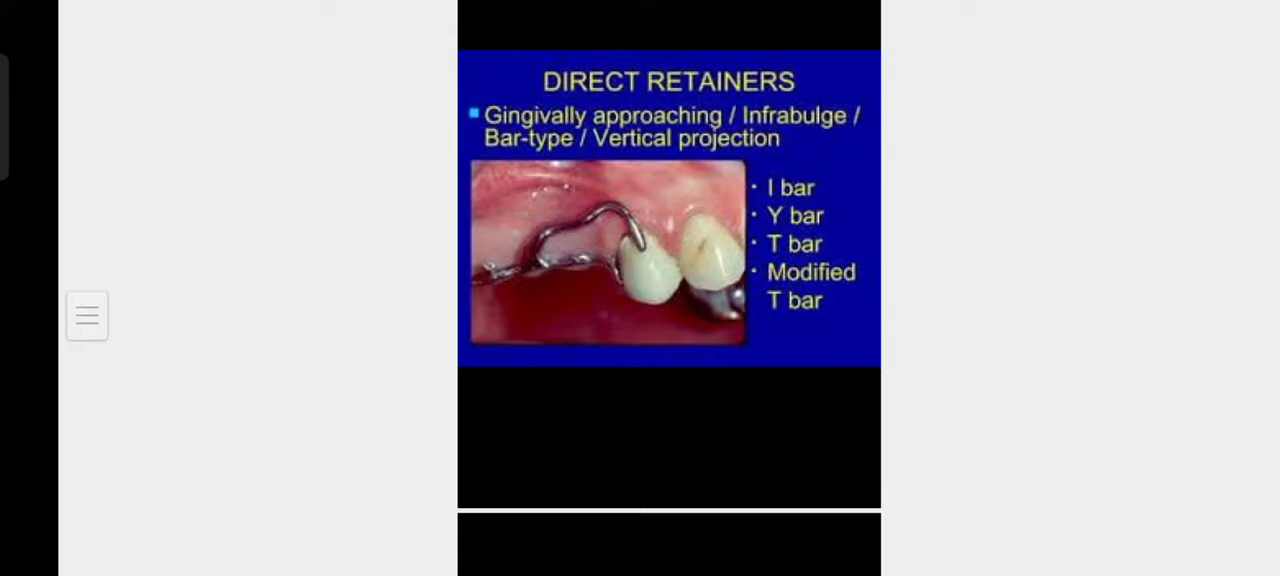 DIRECT RETAINERS
Gingivally approaching / Infrabulge /
Bar-type / Vertical projection
· I bar
· Y bar
· T bar
· Modified
T bar